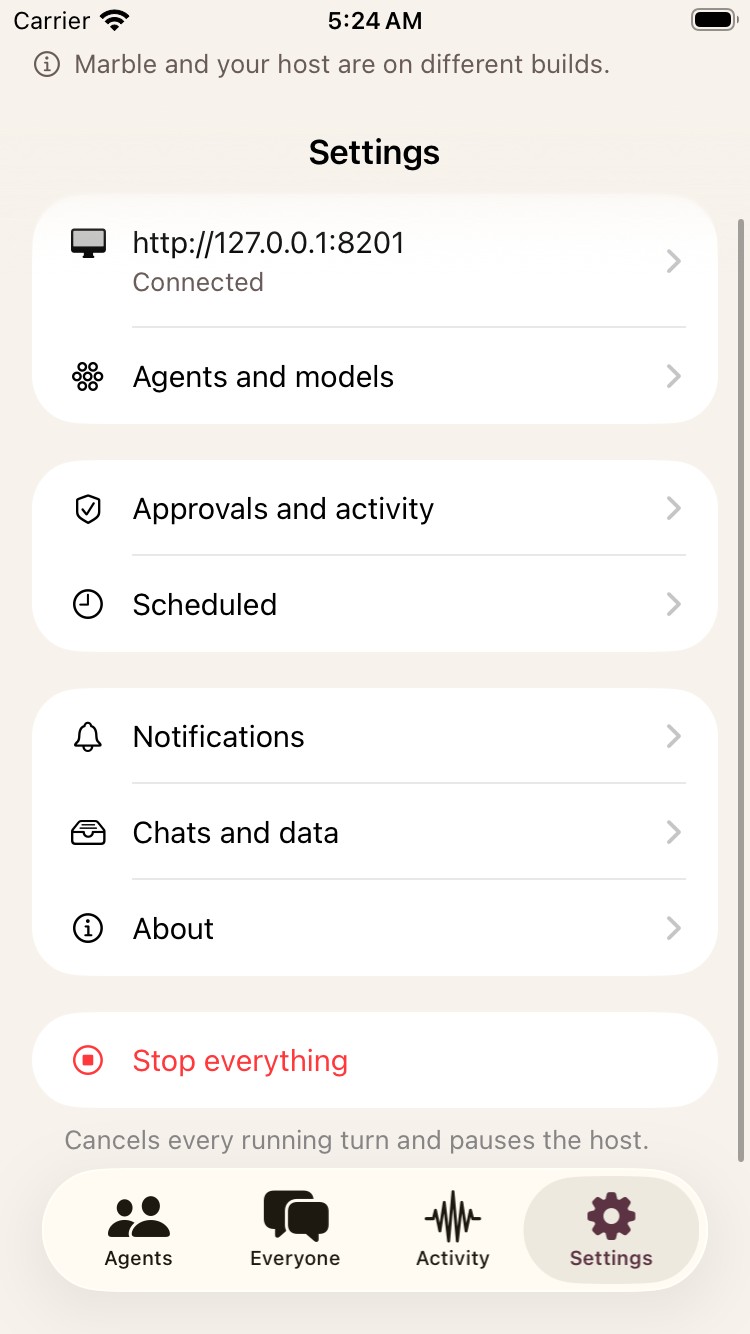 Carrier 5:24 AM
Marble and your host are on different builds.
Settings
http://127.0.0.1:8201
Connected
Agents and models
Approvals and activity
Scheduled
Notifications
Chats and data
About
Stop everything
Cancels every running turn and pauses the host.
Agents Everyone Activity Settings